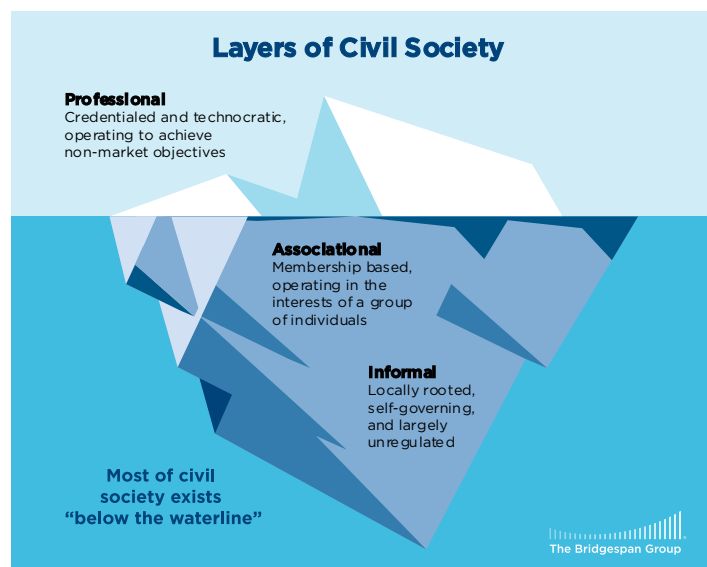 Layers of Civil Society
Professional
Credentialed and technocratic,
operating to achieve
non-market objectives
Associational
Membership based,
operating in the
interests of a group
of individuals
Informal
Locally rooted,
self-governing,
and largely
unregulated
Most of civil
society exists
“below the waterline”
The Bridgespan Group